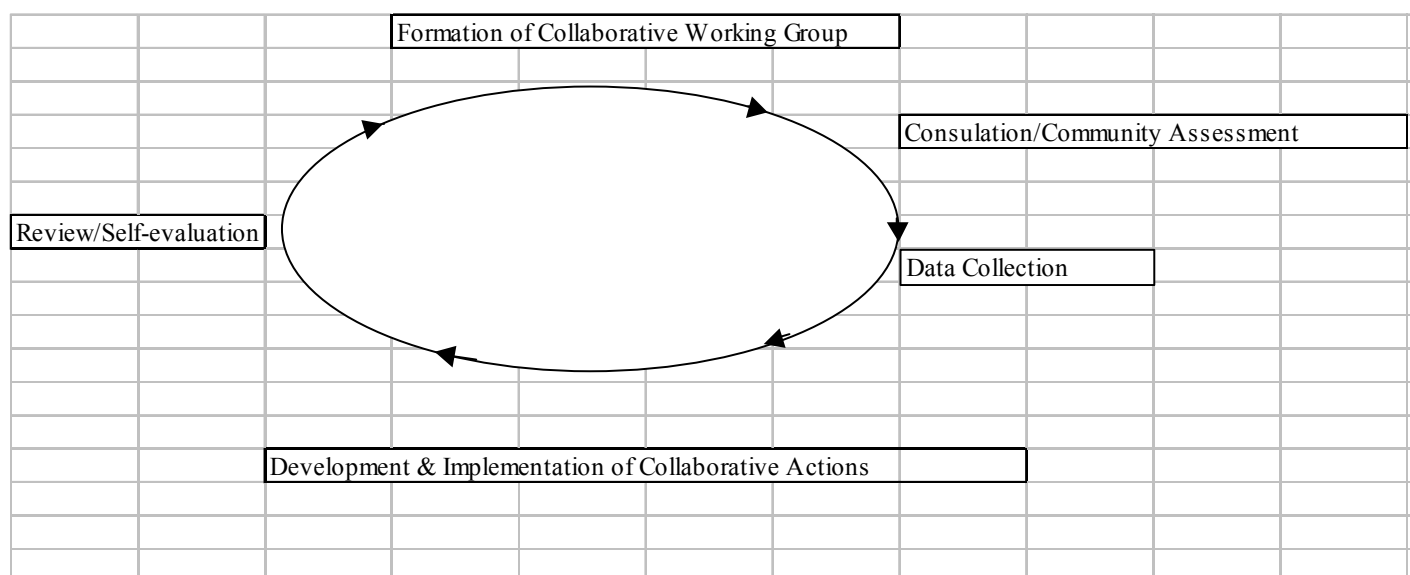 Formation of Collaborative Working Group
Consulation/Community Assessment
Review/Self-evaluation
Data Collection
Development & Implementation of Collaborative Actions